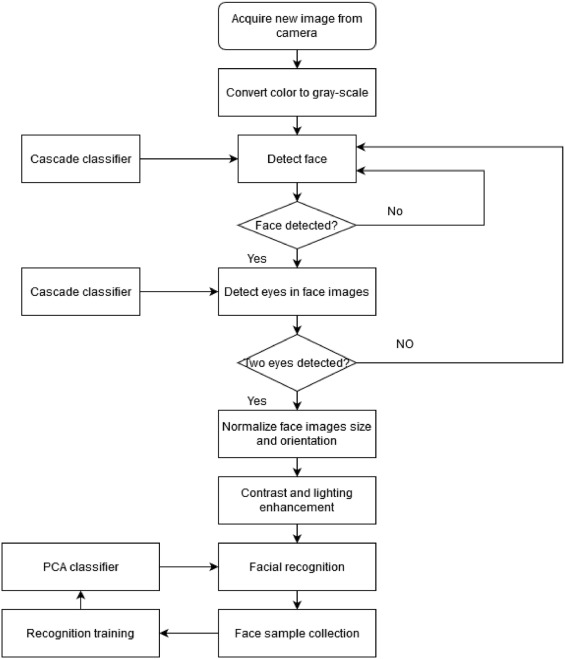 Acquire new image from
camera
Convert color to gray-scale
Cascade classifier
Detect face
Face detected?
No
Yes
Cascade classifier
Detect eyes in face images
Two eyes detected?
NO
Yes
Normalize face images size
and orientation
Contrast and lighting
enhancement
PCA classifier
Facial recognition
Recognition training
Face sample collection